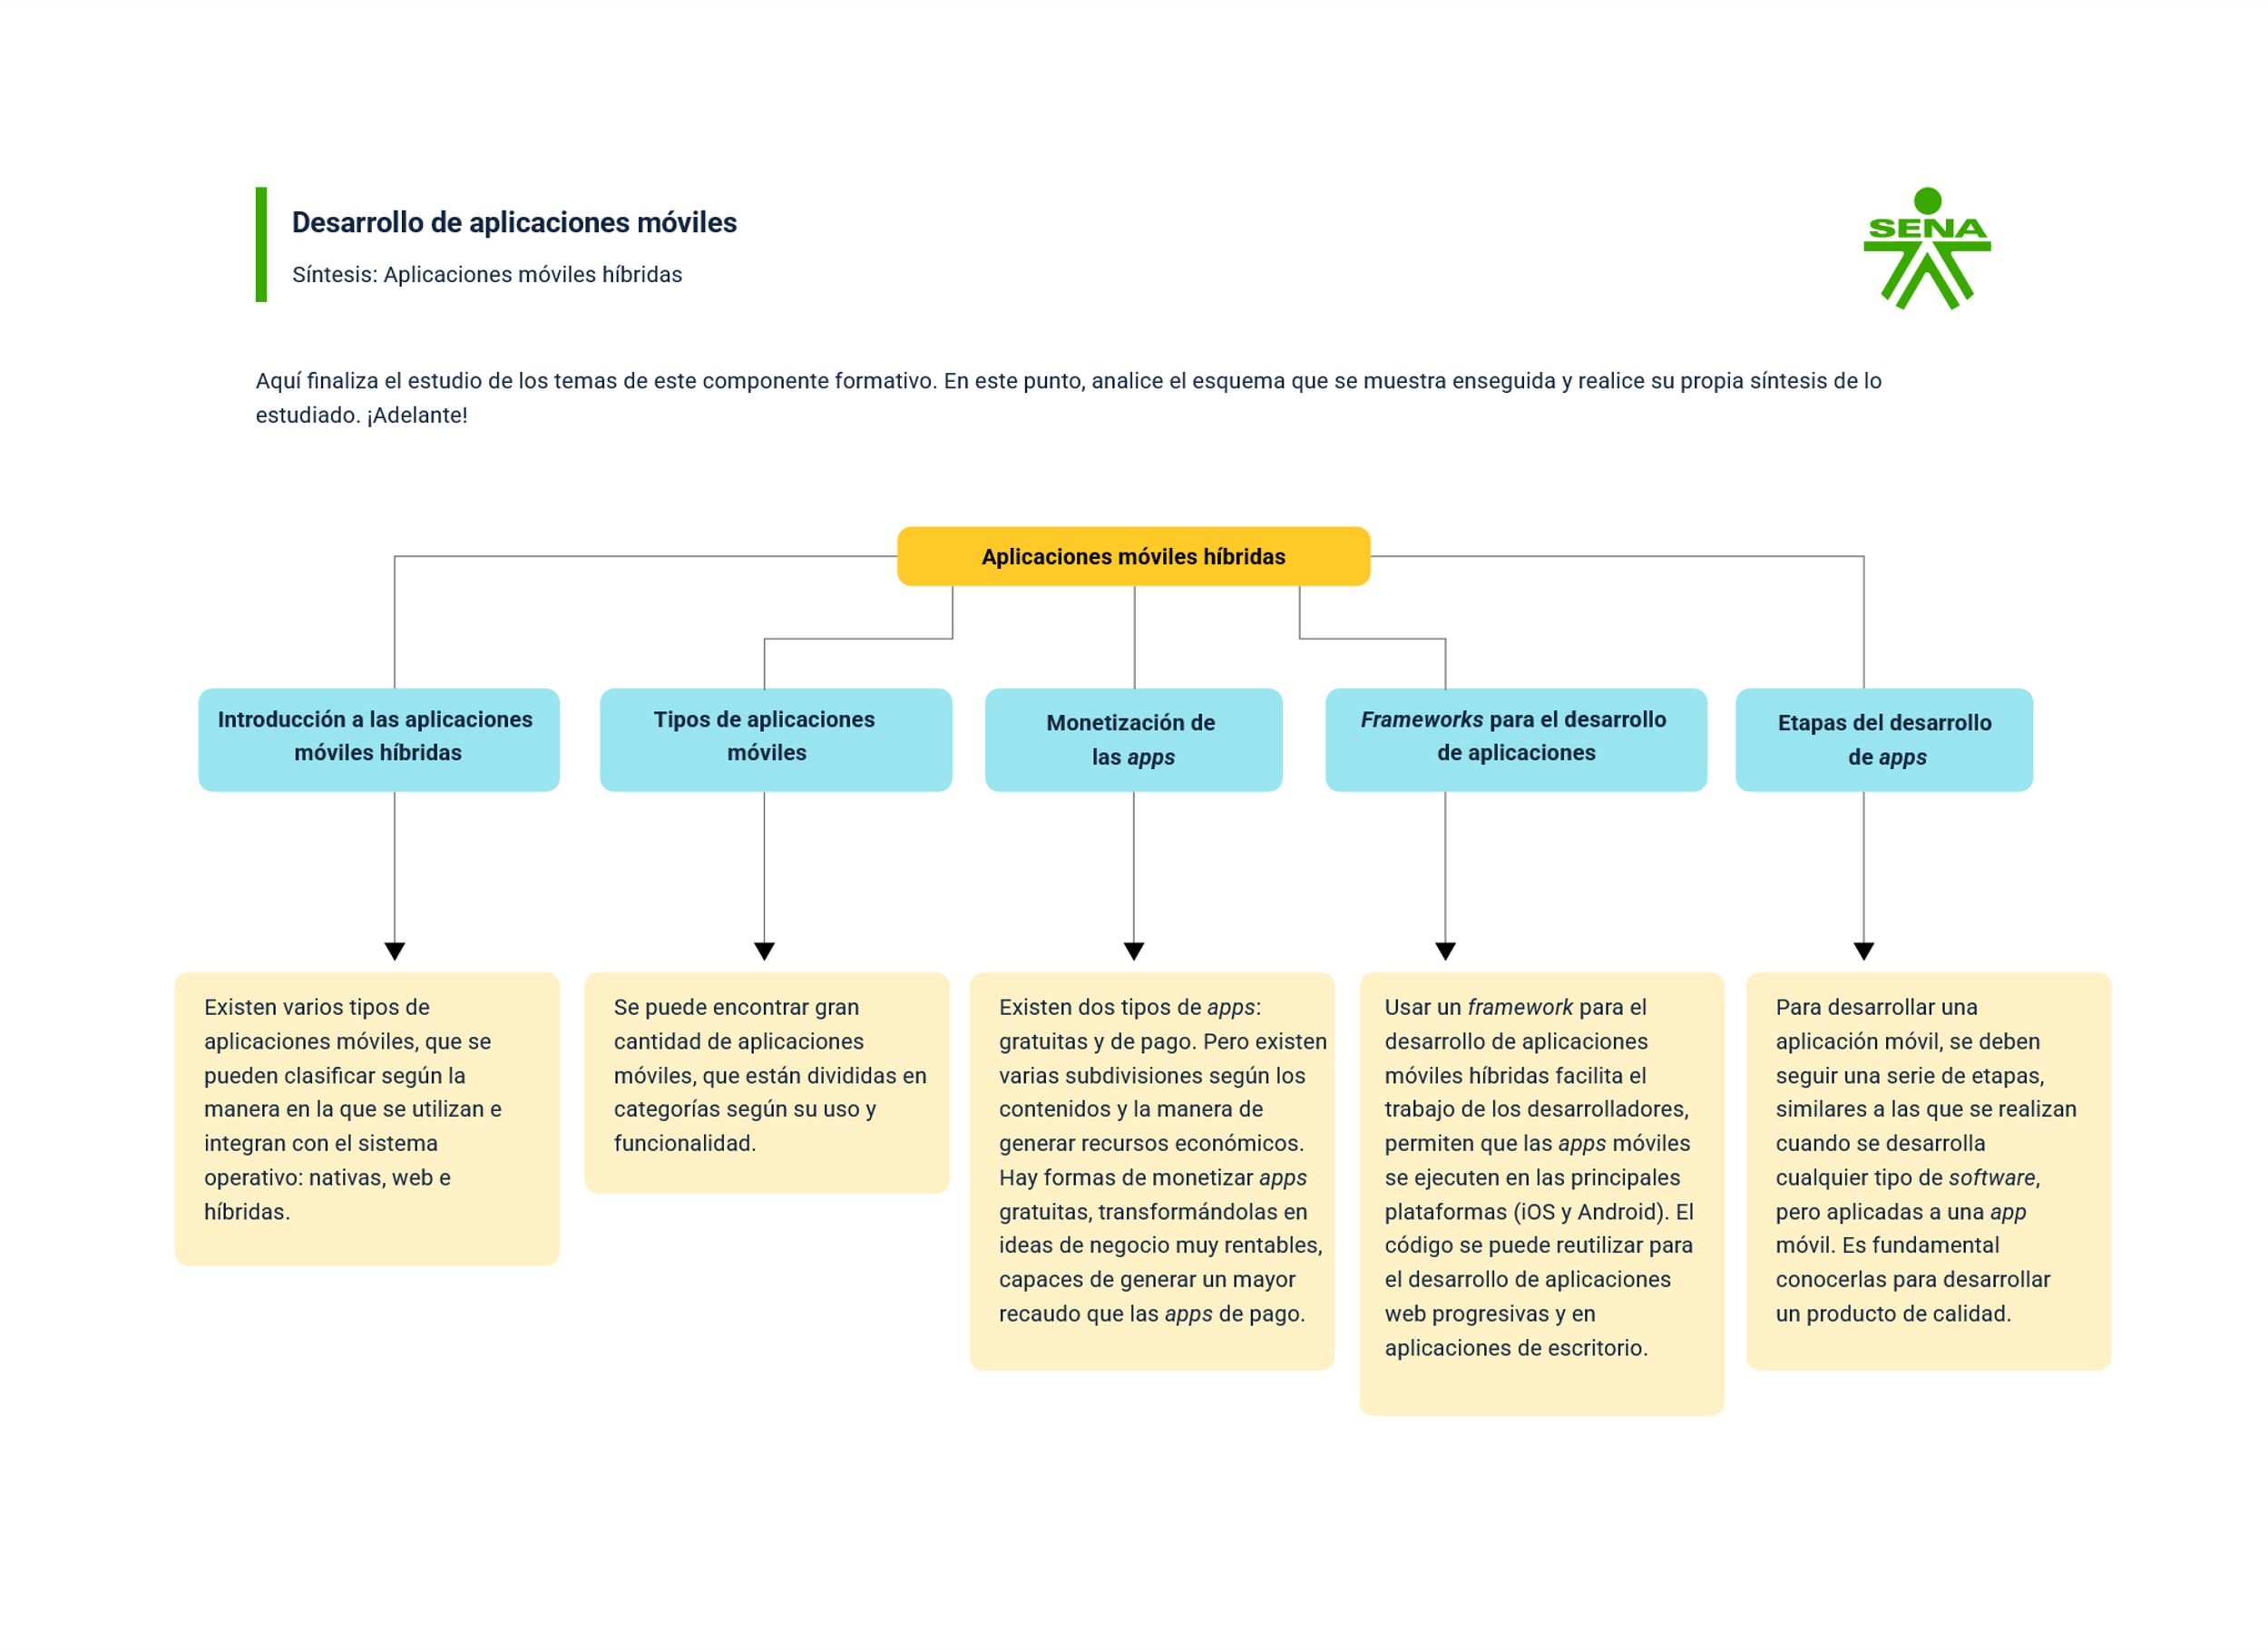 Desarrollo de aplicaciones móviles
Síntesis: Aplicaciones móviles híbridas
SENA
Aquí finaliza el estudio de los temas de este componente formativo. En este punto, analice el esquema que se muestra enseguida y realice su propia síntesis de lo
estudiado. ¡Adelante!
Aplicaciones móviles híbridas
Introducción a las aplicaciones
móviles híbridas
Tipos de aplicaciones
móviles
Monetización de
las apps
Frameworks para el desarrollo
de aplicaciones
Etapas del desarrollo
de apps
Existen varios tipos de
aplicaciones móviles, que se
pueden clasificar según la
manera en la que se utilizan e
integran con el sistema
operativo: nativas, web e
híbridas.
Se puede encontrar gran
cantidad de aplicaciones
móviles, que están divididas en
categorías según su uso y
funcionalidad.
Existen dos tipos de apps:
gratuitas y de pago. Pero existen
varias subdivisiones según los
contenidos y la manera de
generar recursos económicos.
Hay formas de monetizar apps
gratuitas, transformándolas en
ideas de negocio muy rentables,
capaces de generar un mayor
recaudo que las apps de pago.
Usar un framework para el
desarrollo de aplicaciones
móviles híbridas facilita el
trabajo de los desarrolladores,
permiten que las apps móviles
se ejecuten en las principales
plataformas (iOS y Android). El
código se puede reutilizar para
el desarrollo de aplicaciones
web progresivas y en
aplicaciones de escritorio.
Para desarrollar una
aplicación móvil, se deben
seguir una serie de etapas,
similares a las que se realizan
cuando se desarrolla
cualquier tipo de software,
pero aplicadas a una app
móvil. Es fundamental
conocerlas para desarrollar
un producto de calidad.